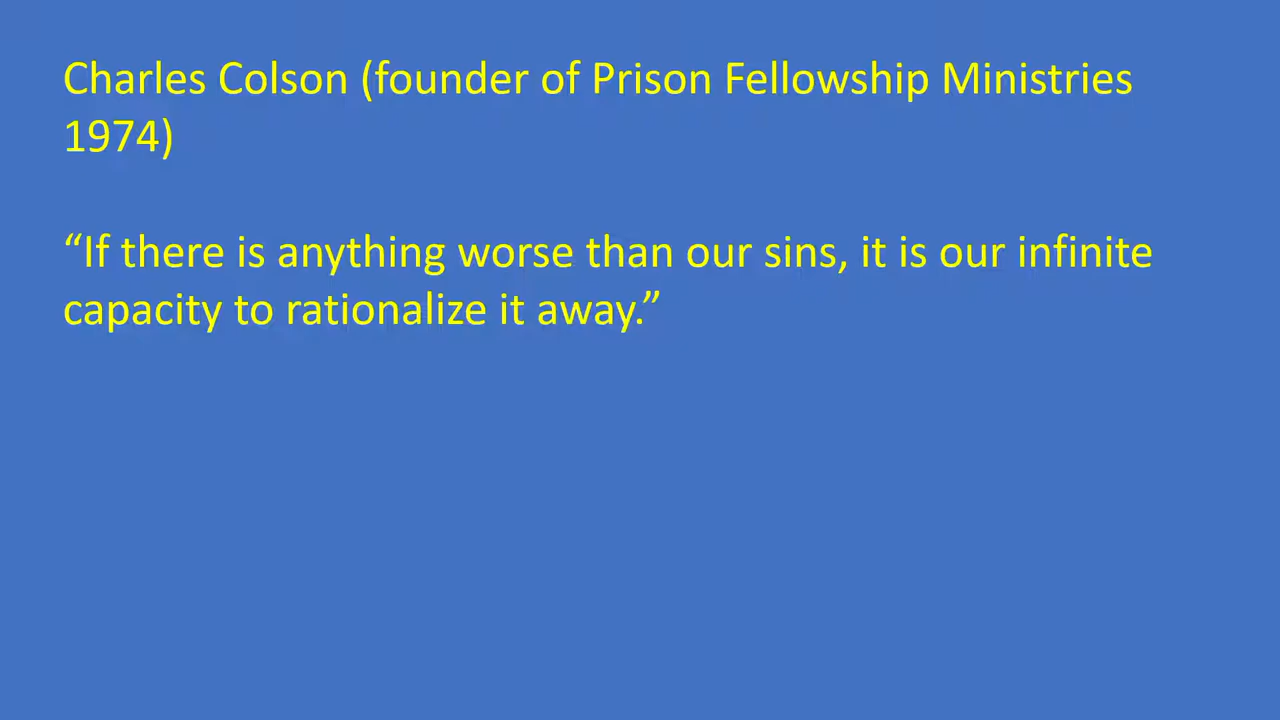 Charles Colson (founder of Prison Fellowship Ministries
1974)
“If there is anything worse than our sins, it is our infinite
capacity to rationalize it away.”